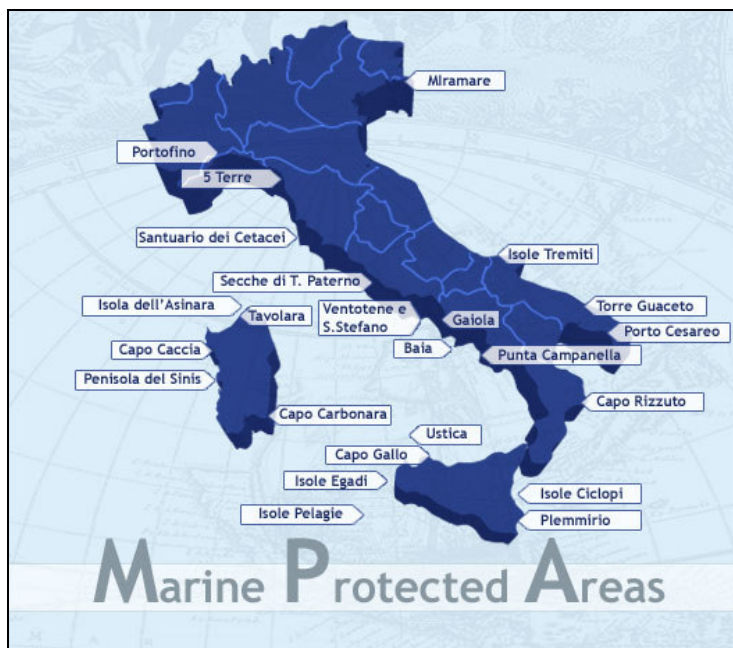 MIramare
Portofino
5 Terre
Santuario dei Cetacei
Isole Tremiti
Secche di T. Paterno
Isola dell'Asinara
Tavolara
Ventotene e
S.Stefano
Gaiola
Torre Guaceto
Porto Cesareo
Baia
Capo Caccia
Punta Campanella
Penisola del Sinis
Capo Carbonara
Capo Rizzuto
Ustica
Capo Gallo
Isole Egadi
Isole Ciclopi
Isole Pelagie
Plemmirio
Marine Protected Areas